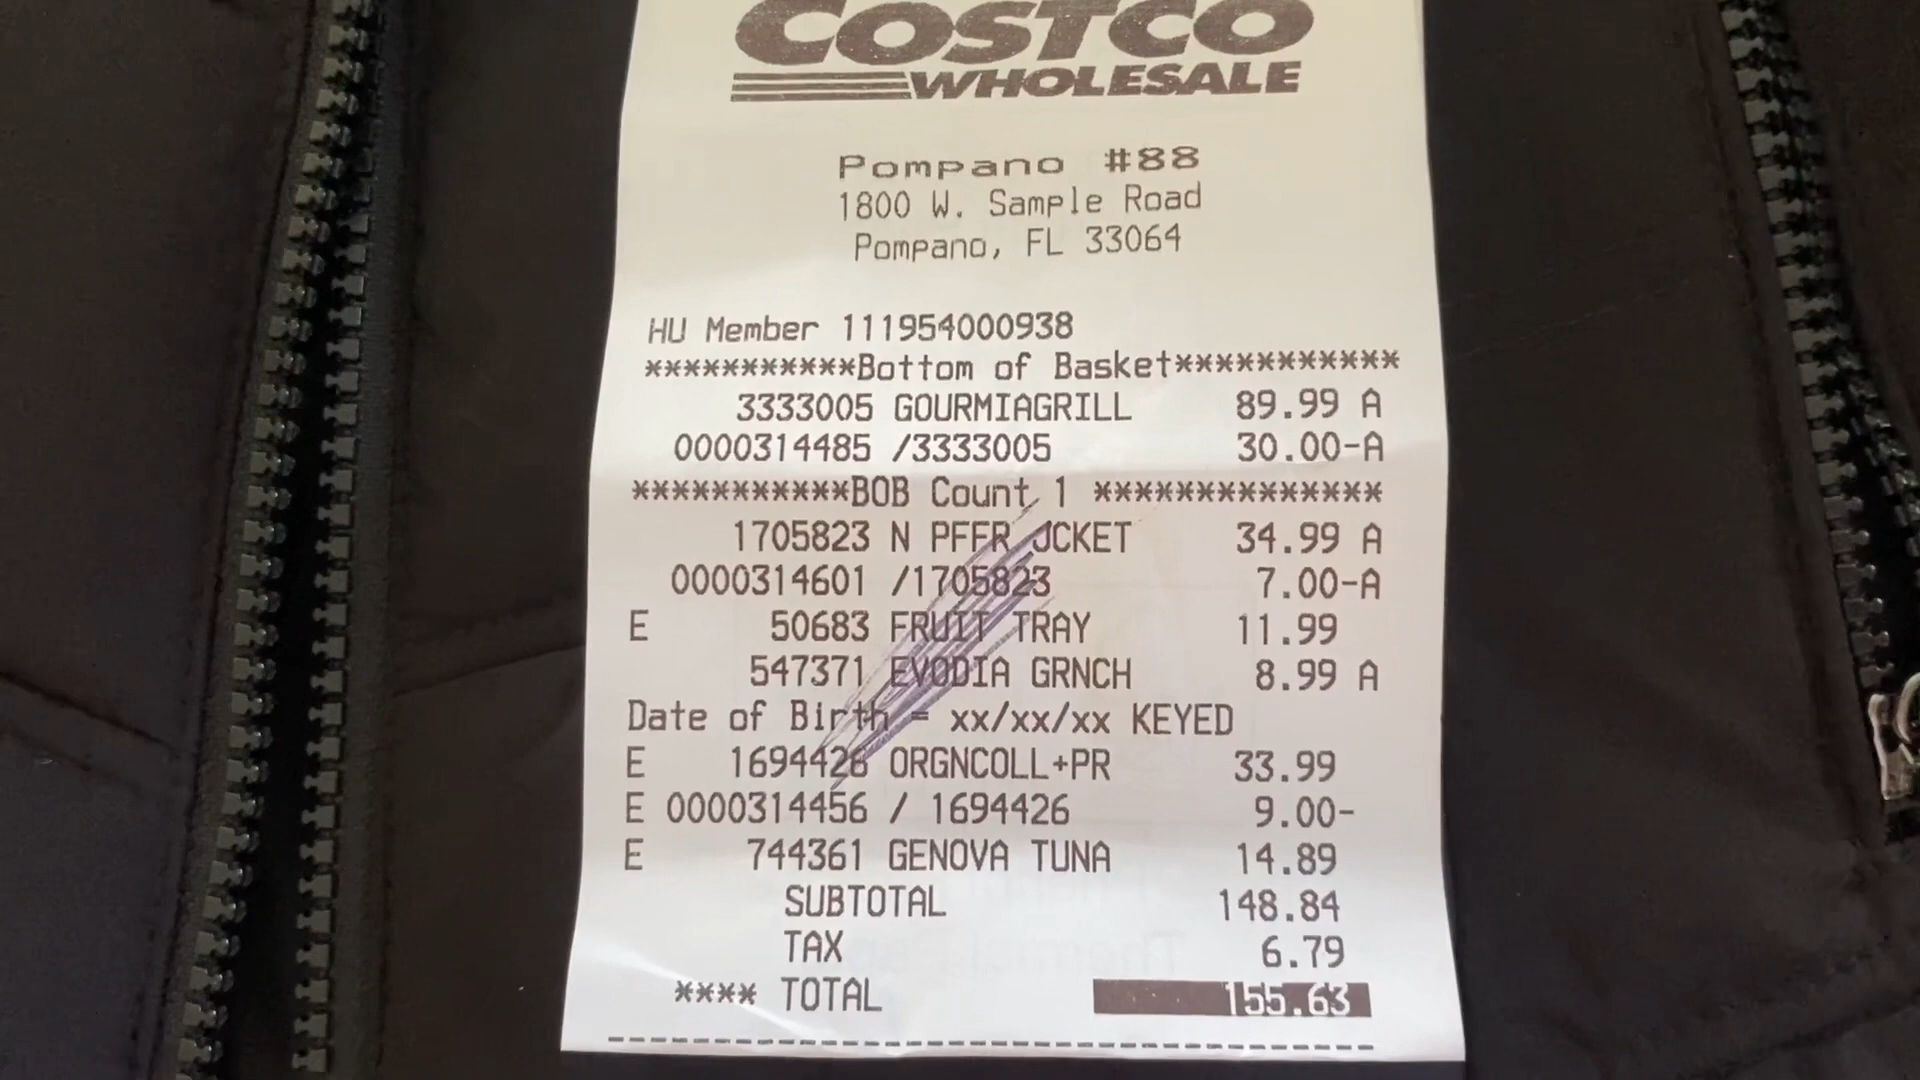 COSTCO
WHOLESALE
Pompano #88
1800 W. Sample Road
Pompano, FL 33064
HU Member 111954000938
***********Bottom of Basket***********
3333005 GOURMIAGRILL 89.99 A
0000314485 /3333005 30.00-A
***********BOB Count 1 **************
1705823 N PFFR JCKET 34.99 A
0000314601 /1705823 7.00-A
E 50683 FRUIT TRAY 11.99
547371 EVODIA GRNCH 8.99 A
Date of Birth = xx/xx/xx KEYED
E 1694426 ORGNCOLL+PR 33.99
E 0000314456 / 1694426 9.00-
E 744361 GENOVA TUNA 14.89
SUBTOTAL 148.84
TAX 6.79
**** TOTAL 155.63